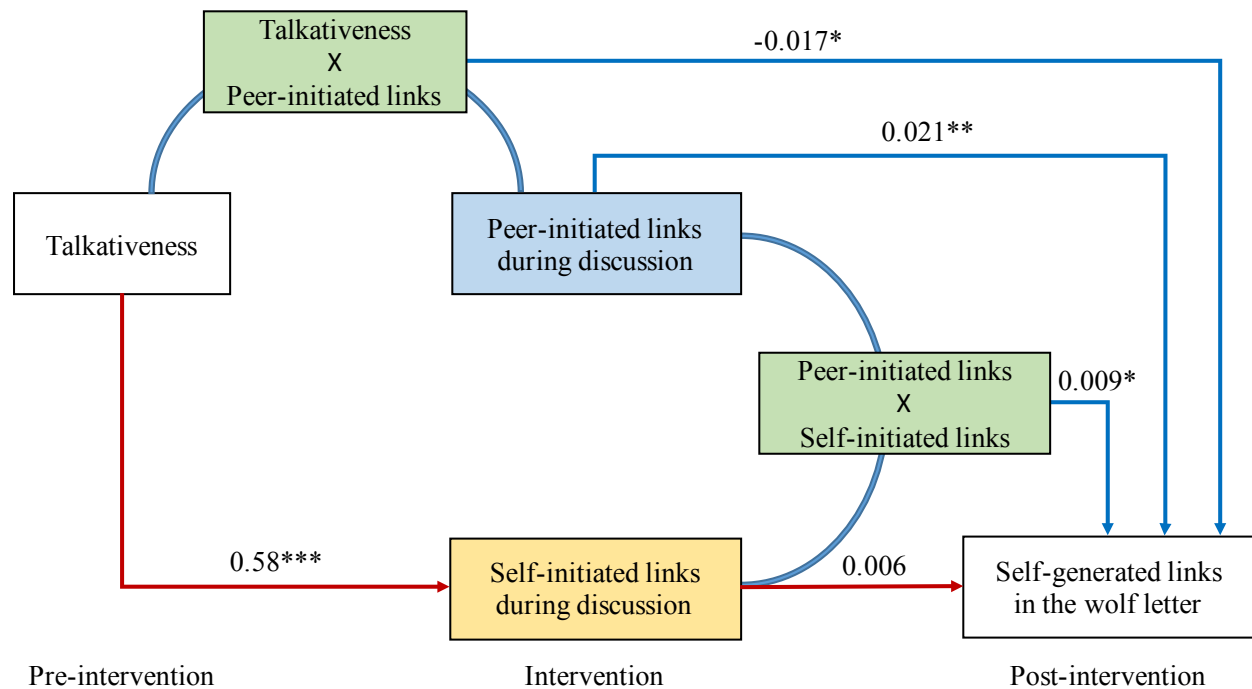 Talkativeness
X
Peer-initiated links
-0.017*
0.021**
Talkativeness
Peer-initiated links
during discussion
Peer-initiated links
X
Self-initiated links
0.009*
0.58***
Self-initiated links
during discussion
0.006
Self-generated links
in the wolf letter
Pre-intervention
Intervention
Post-intervention